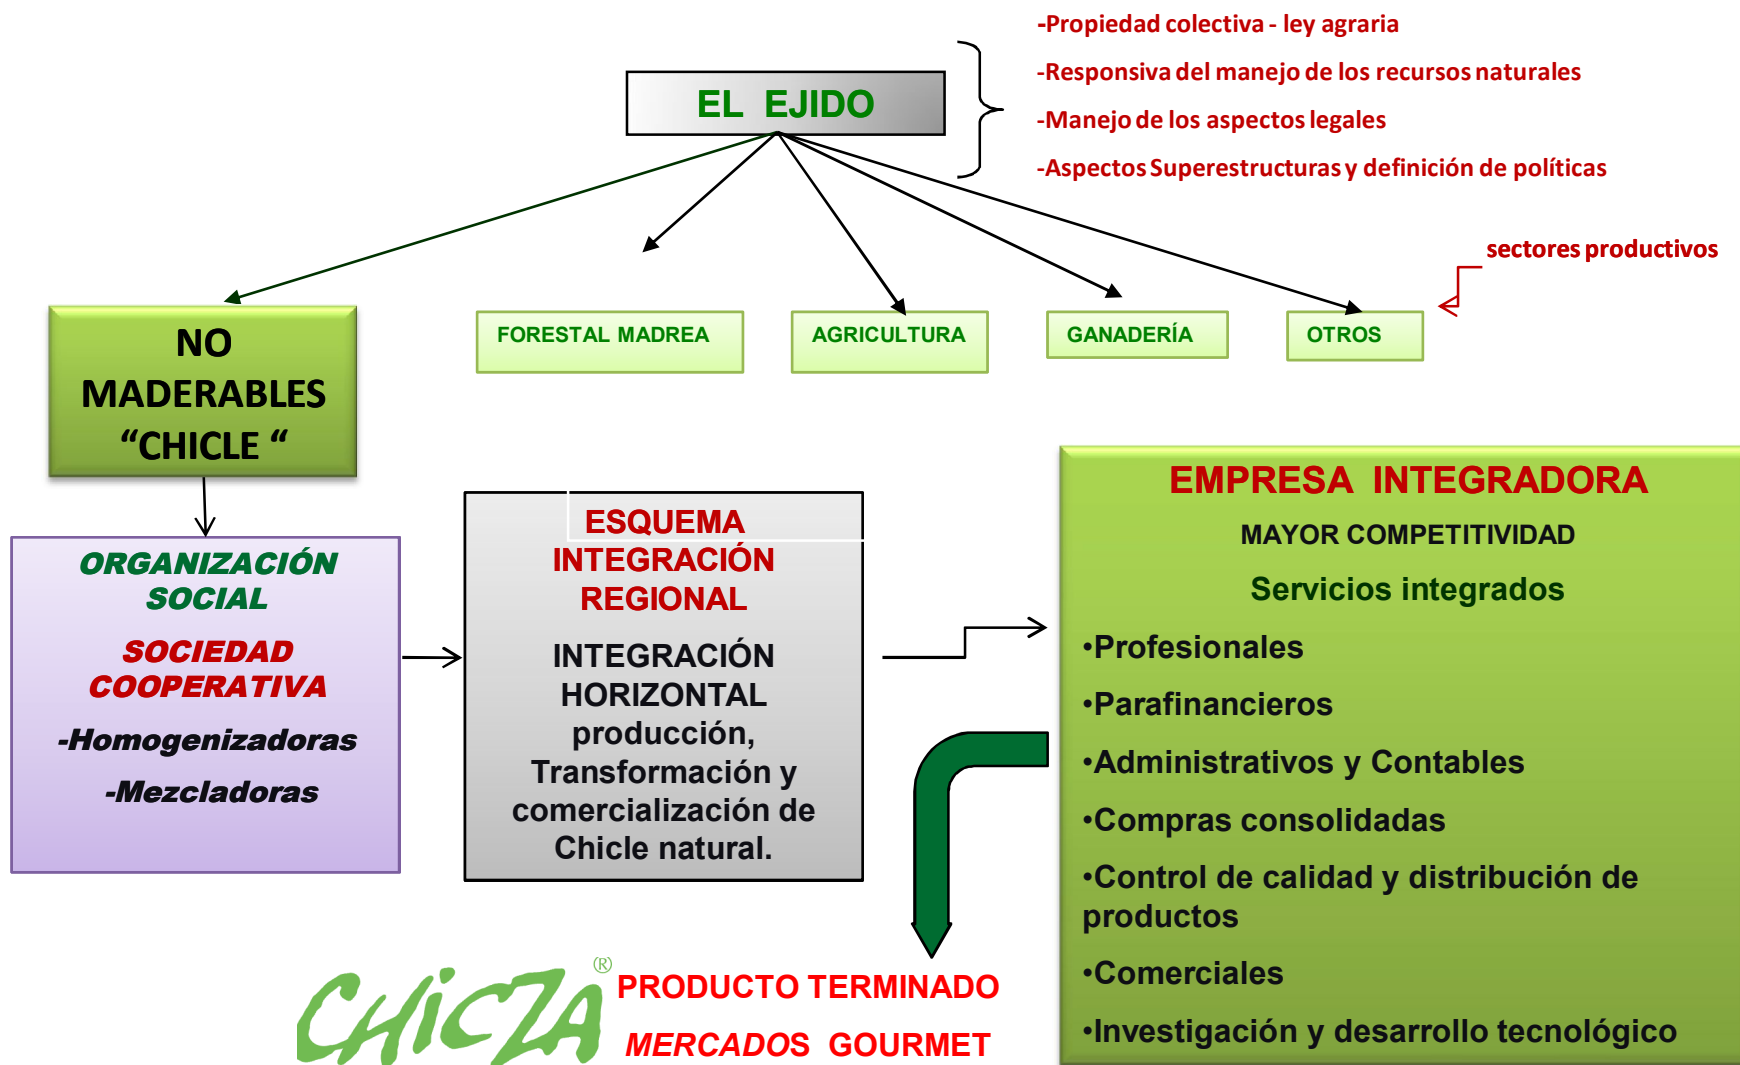 -Propiedad colectiva - ley agraria
-Responsiva del manejo de los recursos naturales
-Manejo de los aspectos legales
-Aspectos Superestructuras y definición de políticas
EL EJIDO
sectores productivos
NO
MADERABLES
“CHICLE “
FORESTAL MADREA
AGRICULTURA
GANADERÍA
OTROS
ORGANIZACIÓN
SOCIAL
SOCIEDAD
COOPERATIVA
-Homogenizadoras
-Mezcladoras
ESQUEMA
INTEGRACIÓN
REGIONAL
INTEGRACIÓN
HORIZONTAL
producción,
Transformación y
comercialización de
Chicle natural.
EMPRESA INTEGRADORA
MAYOR COMPETITIVIDAD
Servicios integrados
•Profesionales
•Parafinancieros
•Administrativos y Contables
•Compras consolidadas
•Control de calidad y distribución de
productos
•Comerciales
•Investigación y desarrollo tecnológico
CHiCZA®
PRODUCTO TERMINADO
MERCADOS GOURMET